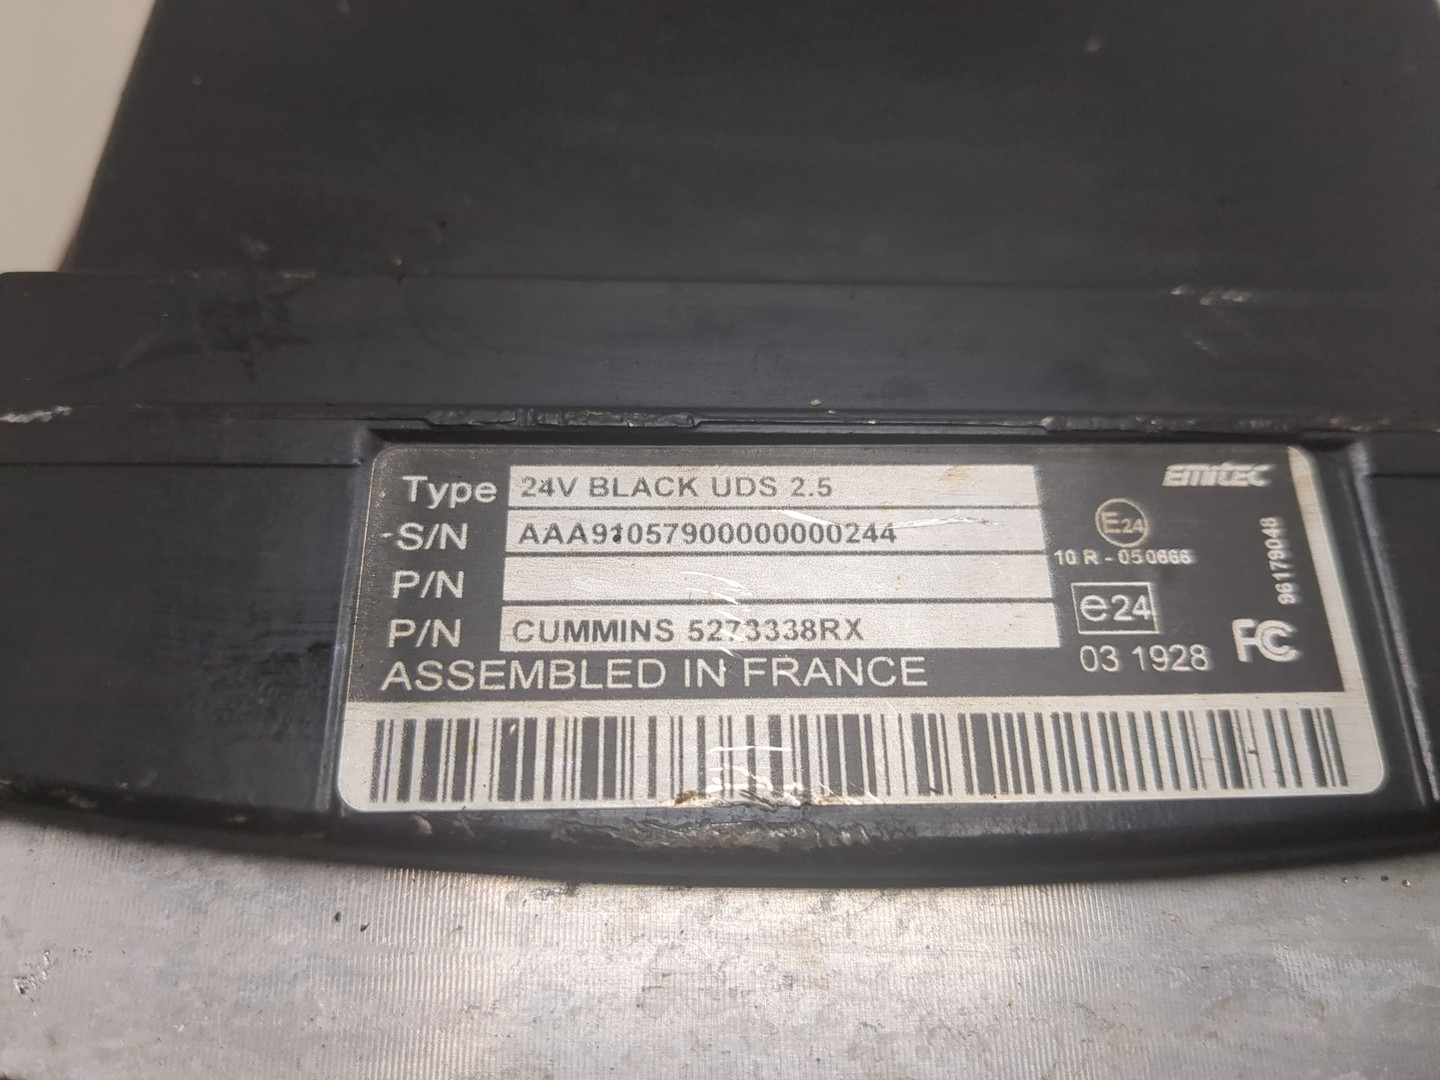 Type 24V BLACK UDS 2.5
S/N AAA91057900000000244
P/N
P/N CUMMINS 5273338RX
ASSEMBLED IN FRANCE
Emitec
E24
10 R - 050666
e24
03 1928
FC
96179048